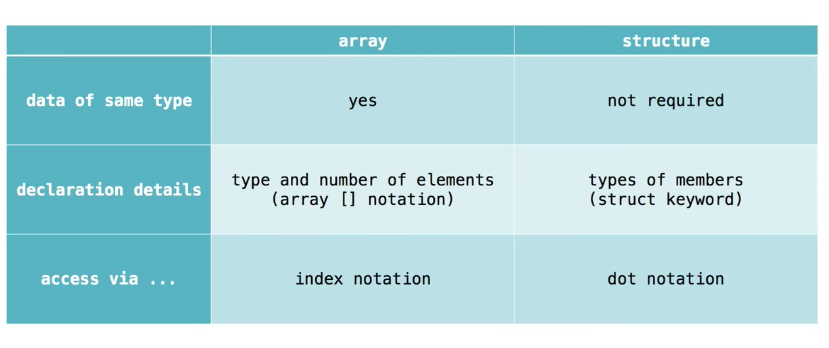 array structure
data of same type yes not required
declaration details type and number of elements types of members
(array [] notation) (struct keyword)
access via ... index notation dot notation